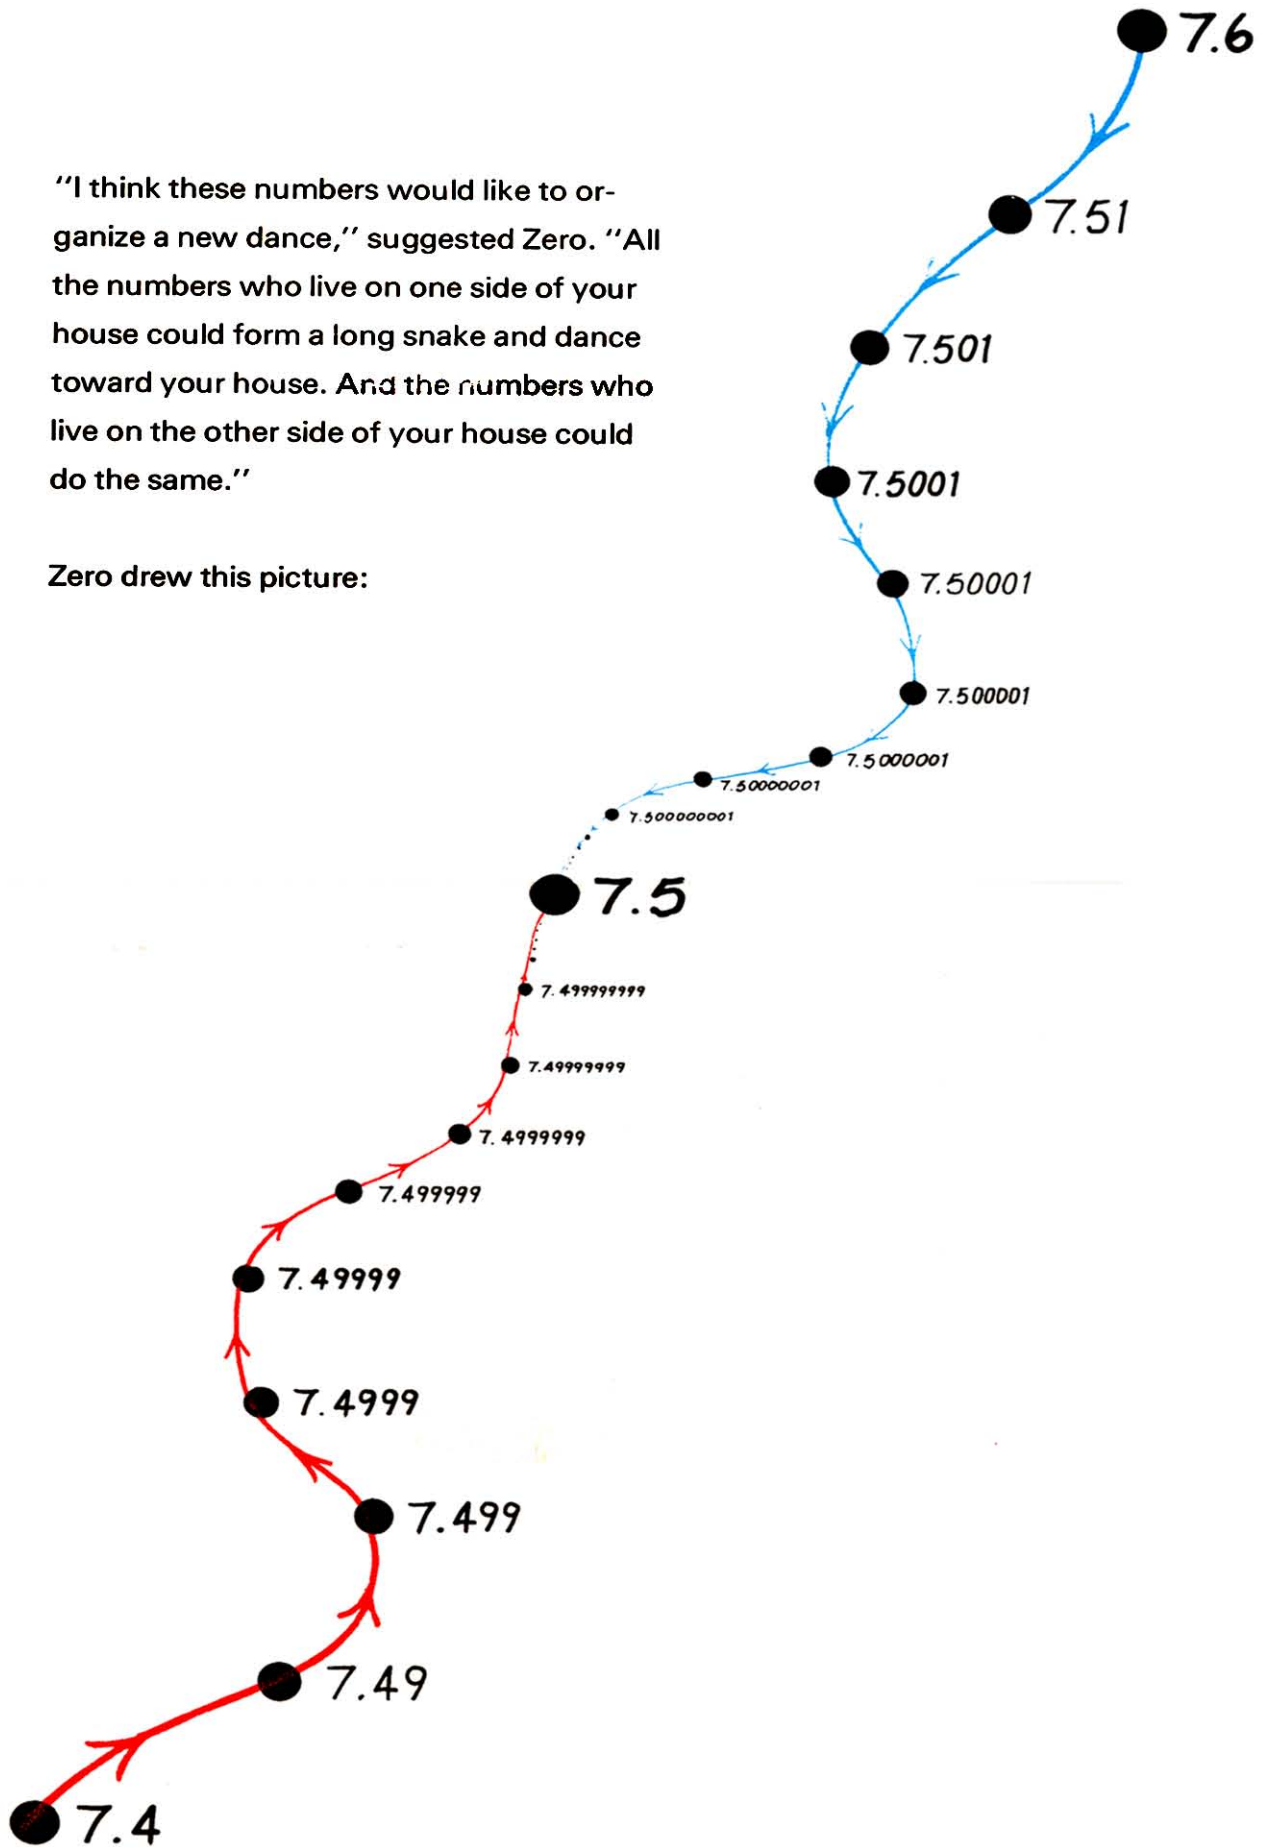 7.6
"I think these numbers would like to or-
7.51
ganize a new dance," suggested Zero. "All
the numbers who live on one side of your
house could form a long snake and dance
7.501
toward your house. And the numbers who
live on the other side of your house could
do the same."
7.5001
Zero drew this picture:
7.50001
7.500001
7.5000001
7.50000001
7.500000001
7.5
7.499999999
7.49999999
7.4999999
7.499999
7.49999
7.4999
7.499
7.49
7.4